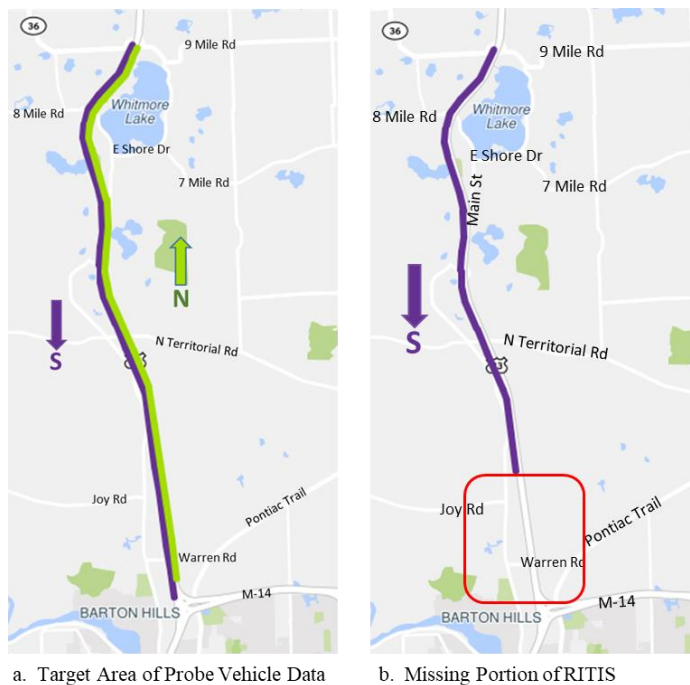 36
9 Mile Rd
Whitmore
Lake
8 Mile Rd
E Shore Dr
7 Mile Rd
N
S
N Territorial Rd
Joy Rd
Pontiac Trail
Warren Rd
M-14
BARTON HILLS
a. Target Area of Probe Vehicle Data
36
9 Mile Rd
Whitmore
Lake
8 Mile Rd
E Shore Dr
7 Mile Rd
Main St
S
N Territorial Rd
Joy Rd
Pontiac Trail
Warren Rd
M-14
BARTON HILLS
b. Missing Portion of RITIS